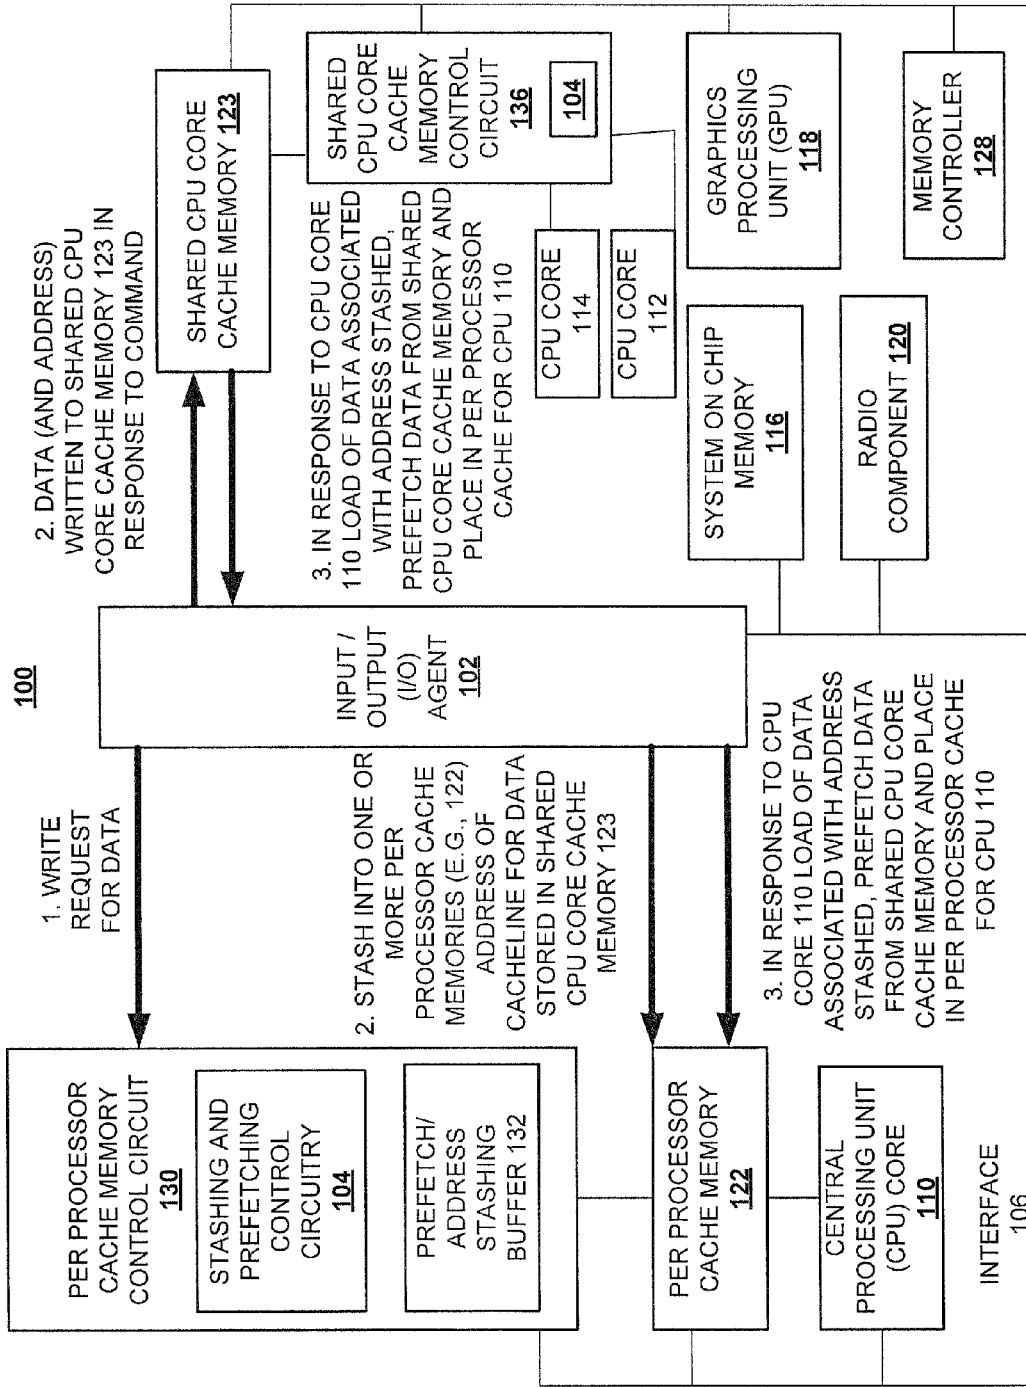 100
1. WRITE
REQUEST
FOR DATA
2. DATA (AND ADDRESS)
WRITTEN TO SHARED CPU
CORE CACHE MEMORY 123 IN
RESPONSE TO COMMAND
PER PROCESSOR
CACHE MEMORY
CONTROL CIRCUIT
130
STASHING AND
PREFETCHING
CONTROL
CIRCUITRY
104
PREFETCH/
ADDRESS
STASHING
BUFFER 132
2. STASH INTO ONE OR
MORE PER
PROCESSOR CACHE
MEMORIES (E.G., 122)
ADDRESS OF
CACHELINE FOR DATA
STORED IN SHARED
CPU CORE CACHE
MEMORY 123
INPUT /
OUTPUT
(I/O)
AGENT
102
SHARED CPU CORE
CACHE MEMORY 123
3. IN RESPONSE TO CPU CORE
110 LOAD OF DATA ASSOCIATED
WITH ADDRESS STASHED,
PREFETCH DATA FROM SHARED
CPU CORE CACHE MEMORY AND
PLACE IN PER PROCESSOR
CACHE FOR CPU 110
SHARED
CPU CORE
CACHE
MEMORY
CONTROL
CIRCUIT
136
104
CPU CORE
114
CPU CORE
112
PER PROCESSOR
CACHE MEMORY
122
3. IN RESPONSE TO CPU
CORE 110 LOAD OF DATA
ASSOCIATED WITH ADDRESS
STASHED, PREFETCH DATA
FROM SHARED CPU CORE
CACHE MEMORY AND PLACE
IN PER PROCESSOR CACHE
FOR CPU 110
SYSTEM ON CHIP
MEMORY
116
GRAPHICS
PROCESSING
UNIT (GPU)
118
CENTRAL
PROCESSING UNIT
(CPU) CORE
110
RADIO
COMPONENT 120
MEMORY
CONTROLLER
128
INTERFACE
106